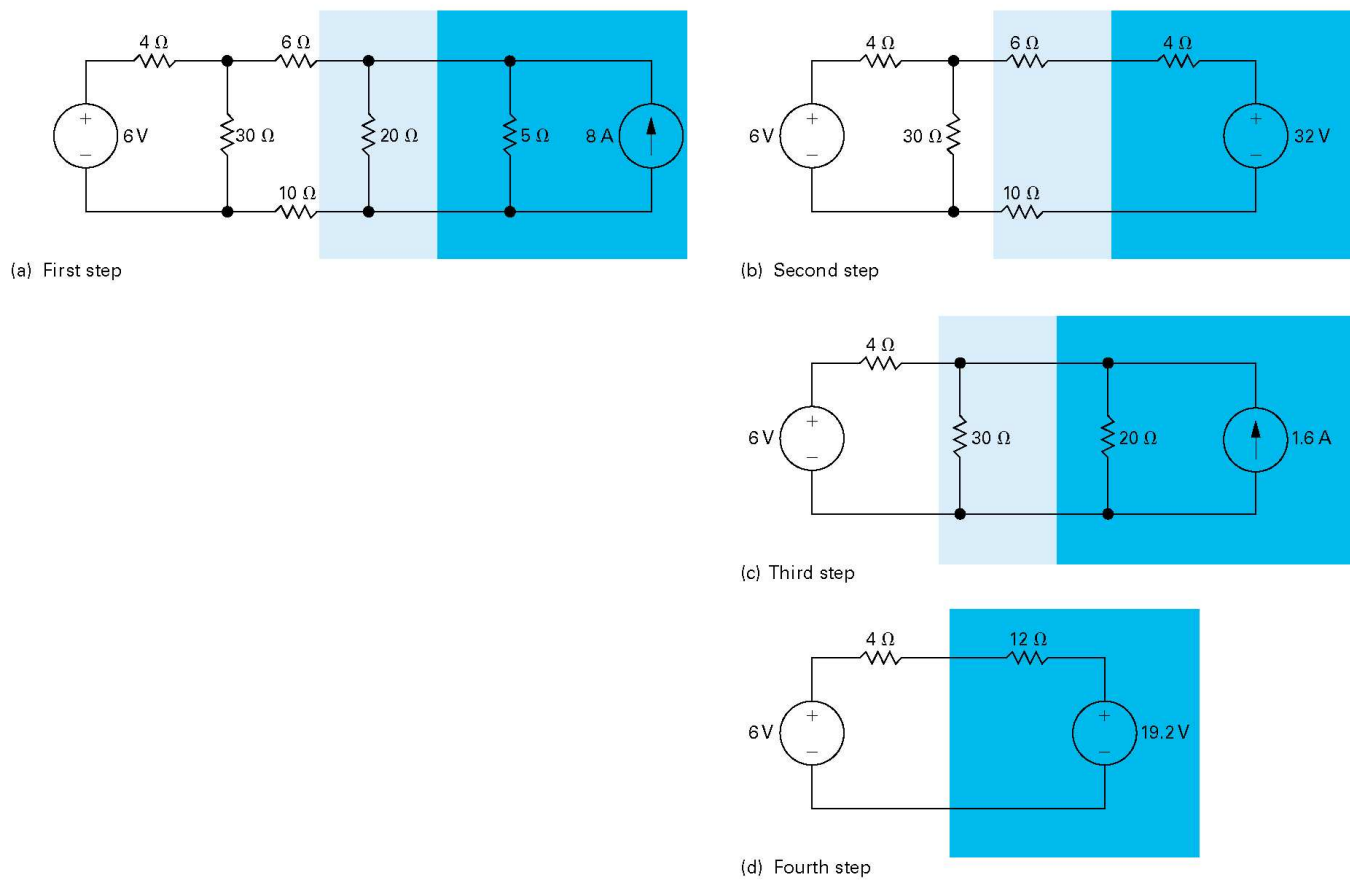 4 Ω
6 Ω
+
6 V
−
30 Ω
20 Ω
5 Ω
8 A
10 Ω
(a) First step
4 Ω
6 Ω
4 Ω
+
6 V
−
30 Ω
+
32 V
−
10 Ω
(b) Second step
4 Ω
+
6 V
−
30 Ω
20 Ω
1.6 A
(c) Third step
4 Ω
12 Ω
+
6 V
−
+
19.2 V
−
(d) Fourth step